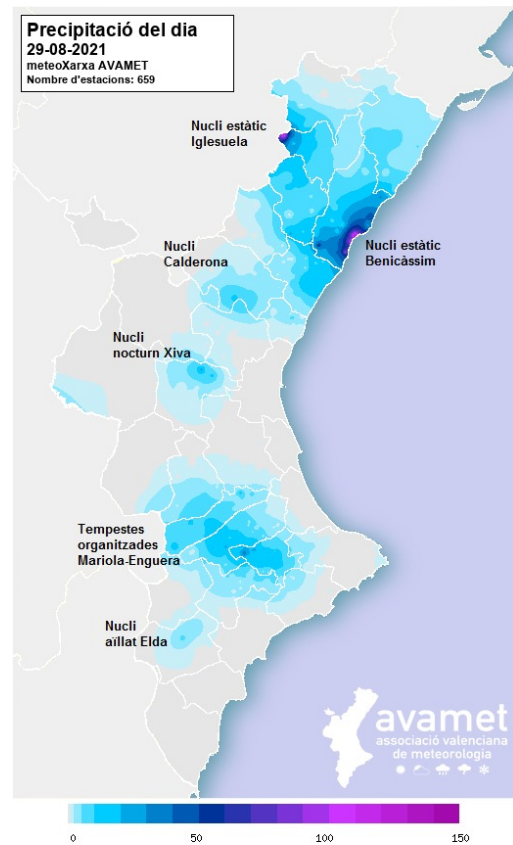 Precipitació del dia
29-08-2021
meteoXarxa AVAMET
Nombre d'estacions: 659
Nucli estàtic
Iglesuela
Nucli estàtic
Benicàssim
Nucli
Calderona
Nucli
nocturn Xiva
Tempestes
organitzades
Mariola-Enguera
Nucli
aïllat Elda
avamet
associació valenciana
de meteorologia
0 50 100 150